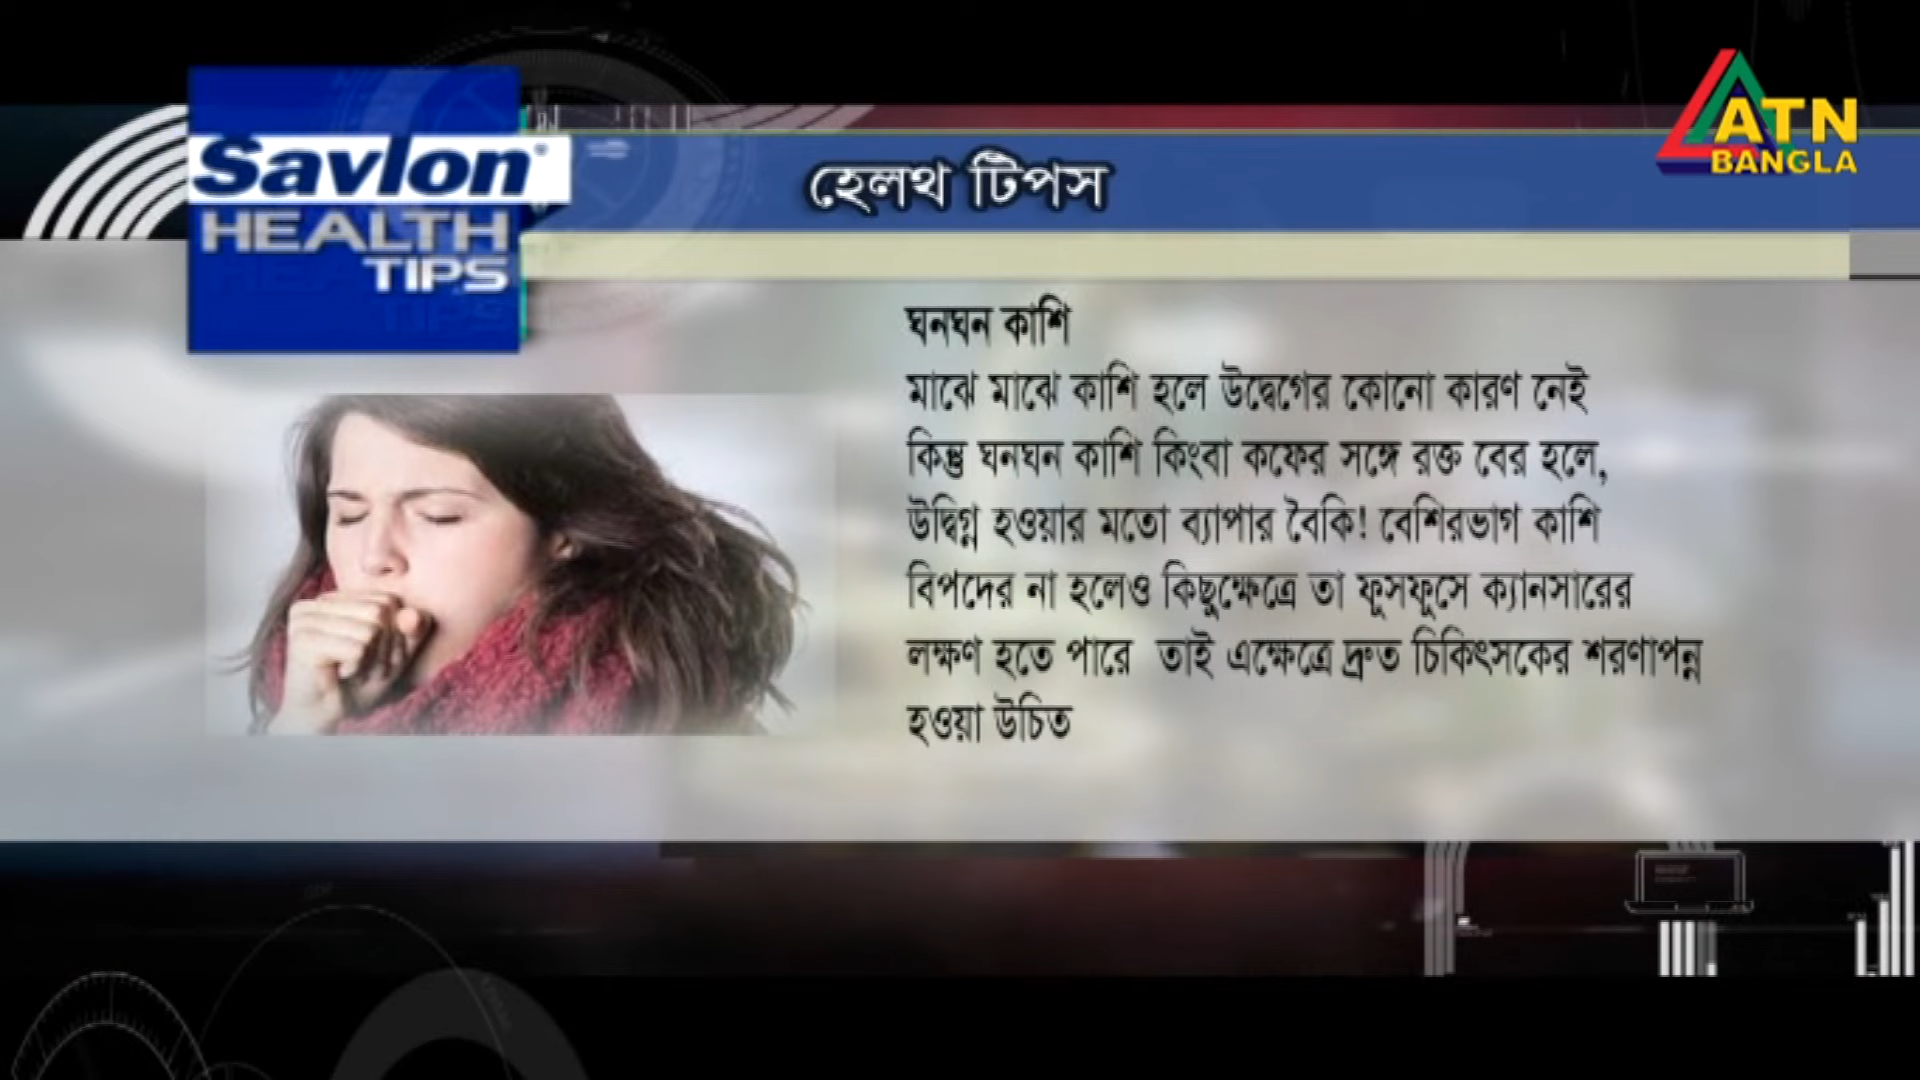 Savlon
HEALTH
TIPS
হেলথ টিপস
ATN
BANGLA
ঘনঘন কাশি
মাঝে মাঝে কাশি হলে উদ্বেগের কোনো কারণ নেই
কিন্তু ঘনঘন কাশি কিংবা কফের সঙ্গে রক্ত বের হলে,
উদ্বিগ্ন হওয়ার মতো ব্যাপার বৈকি! বেশিরভাগ কাশি
বিপদের না হলেও কিছুক্ষেত্রে তা ফূসফূসে ক্যানসারের
লক্ষণ হতে পারে তাই এক্ষেত্রে দ্রুত চিকিৎসকের শরণাপন্ন
হওয়া উচিত